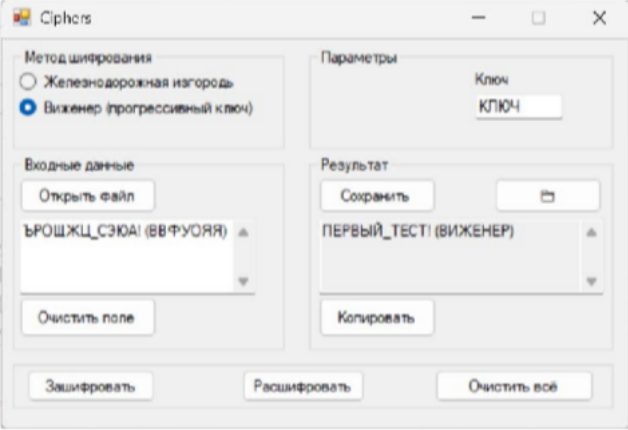 Ciphers
Метод шифрования
Железнодорожная изгородь
Виженер (прогрессивный ключ)
Параметры
Ключ
КЛЮЧ
Входные данные
Открыть файл
ЪРОШЖЦ_СЭЮА! (ВВФУОЯЯ)
Очистить поле
Результат
Сохранить
ПЕРВЫЙ_ТЕСТ! (ВИЖЕНЕР)
Копировать
Зашифровать
Расшифровать
Очистить всё